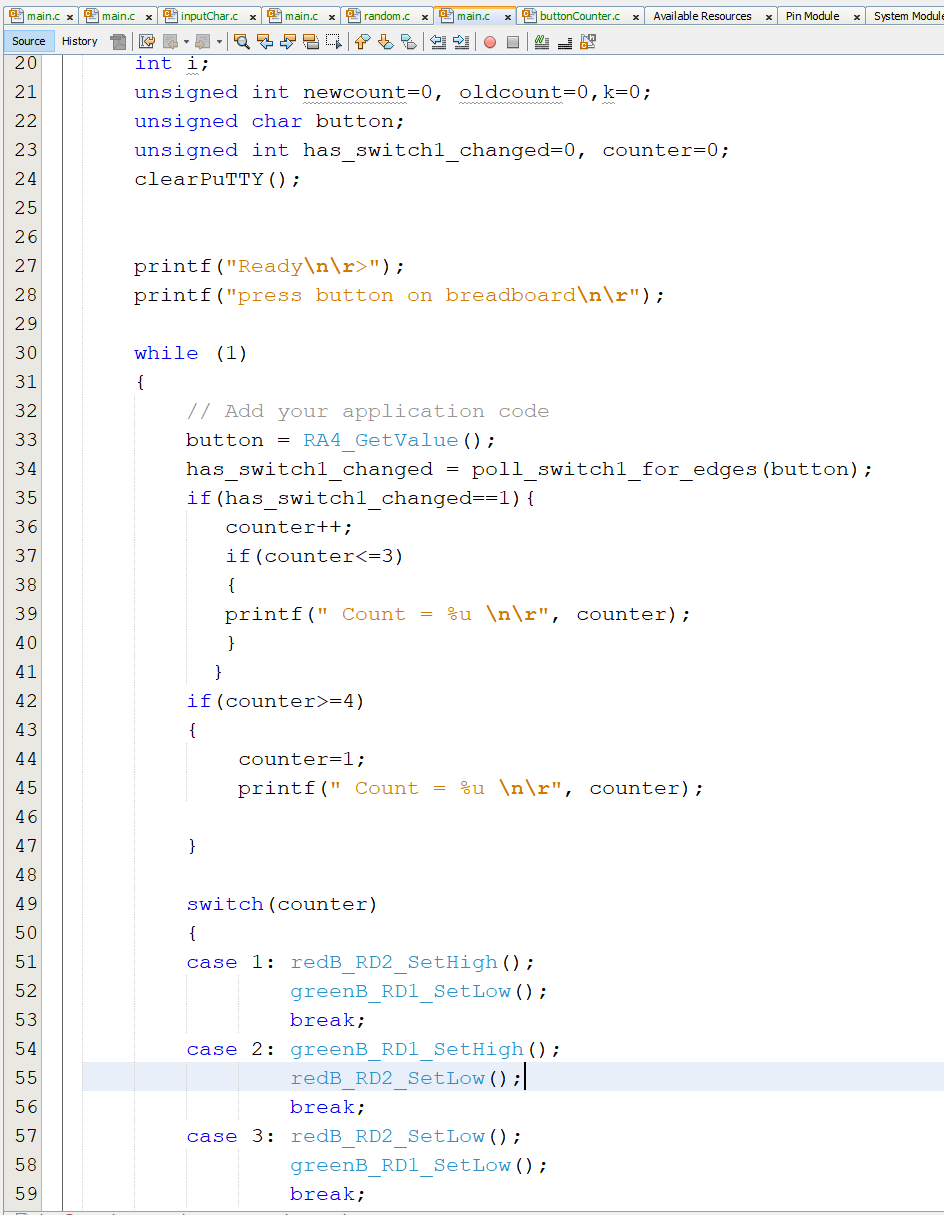 main.c x main.c x inputChar.c x main.c x random.c x main.c x buttonCounter.c x Available Resources x Pin Module x System Module
Source History
20 int i;
21 unsigned int newcount=0, oldcount=0,k=0;
22 unsigned char button;
23 unsigned int has_switch1_changed=0, counter=0;
24 clearPuTTY();
25
26
27 printf("Ready\n\r>");
28 printf("press button on breadboard\n\r");
29
30 while (1)
31 {
32 // Add your application code
33 button = RA4_GetValue();
34 has_switch1_changed = poll_switch1_for_edges(button);
35 if(has_switch1_changed==1){
36 counter++;
37 if(counter<=3)
38 {
39 printf(" Count = %u \n\r", counter);
40 }
41 }
42 if(counter>=4)
43 {
44 counter=1;
45 printf(" Count = %u \n\r", counter);
46
47 }
48
49 switch(counter)
50 {
51 case 1: redB_RD2_SetHigh();
52 greenB_RD1_SetLow();
53 break;
54 case 2: greenB_RD1_SetHigh();
55 redB_RD2_SetLow();
56 break;
57 case 3: redB_RD2_SetLow();
58 greenB_RD1_SetLow();
59 break;